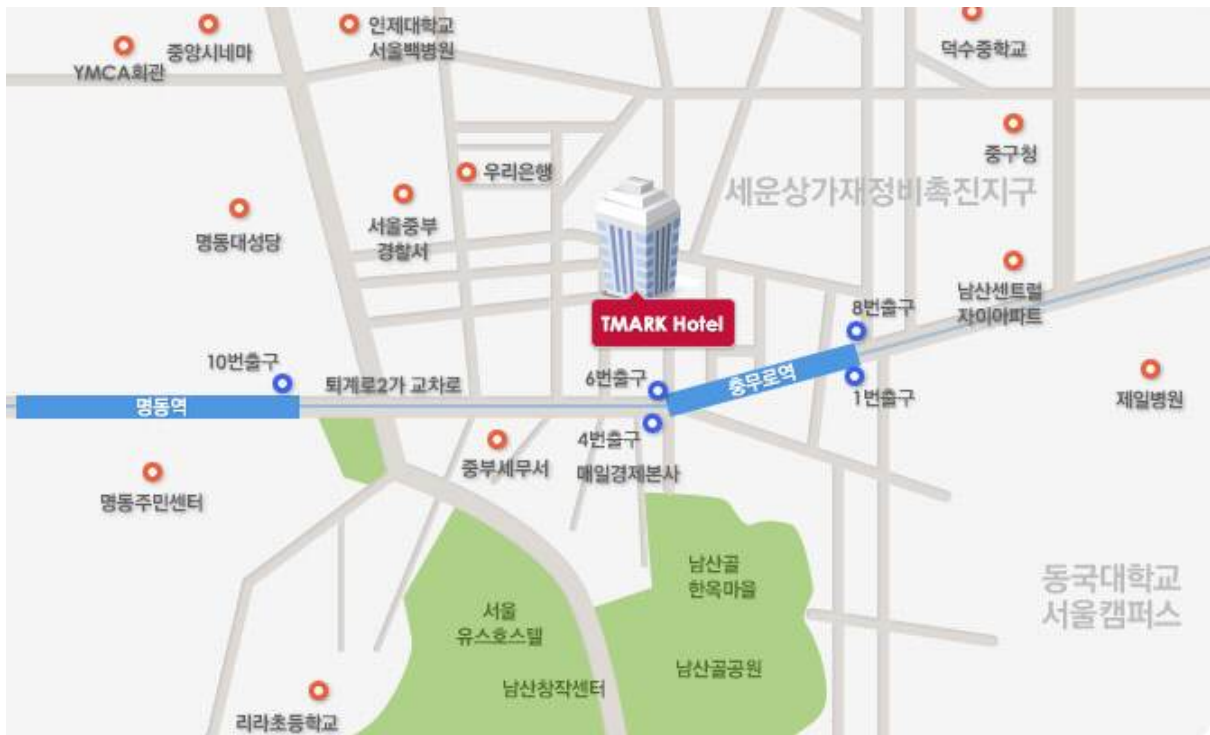 인제대학교
서울백병원
중앙시네마
YMCA회관
덕수중학교
중구청
우리은행
세운상가재정비촉진지구
서울중부
경찰서
명동대성당
남산센트럴
자이아파트
8번출구
TMARK Hotel
10번출구
퇴계로2가 교차로
6번출구
충무로역
1번출구
제일병원
명동역
4번출구
중부세무서
매일경제본사
명동주민센터
남산골
한옥마을
동국대학교
서울캠퍼스
서울
유스호스텔
남산골공원
남산창작센터
리라초등학교